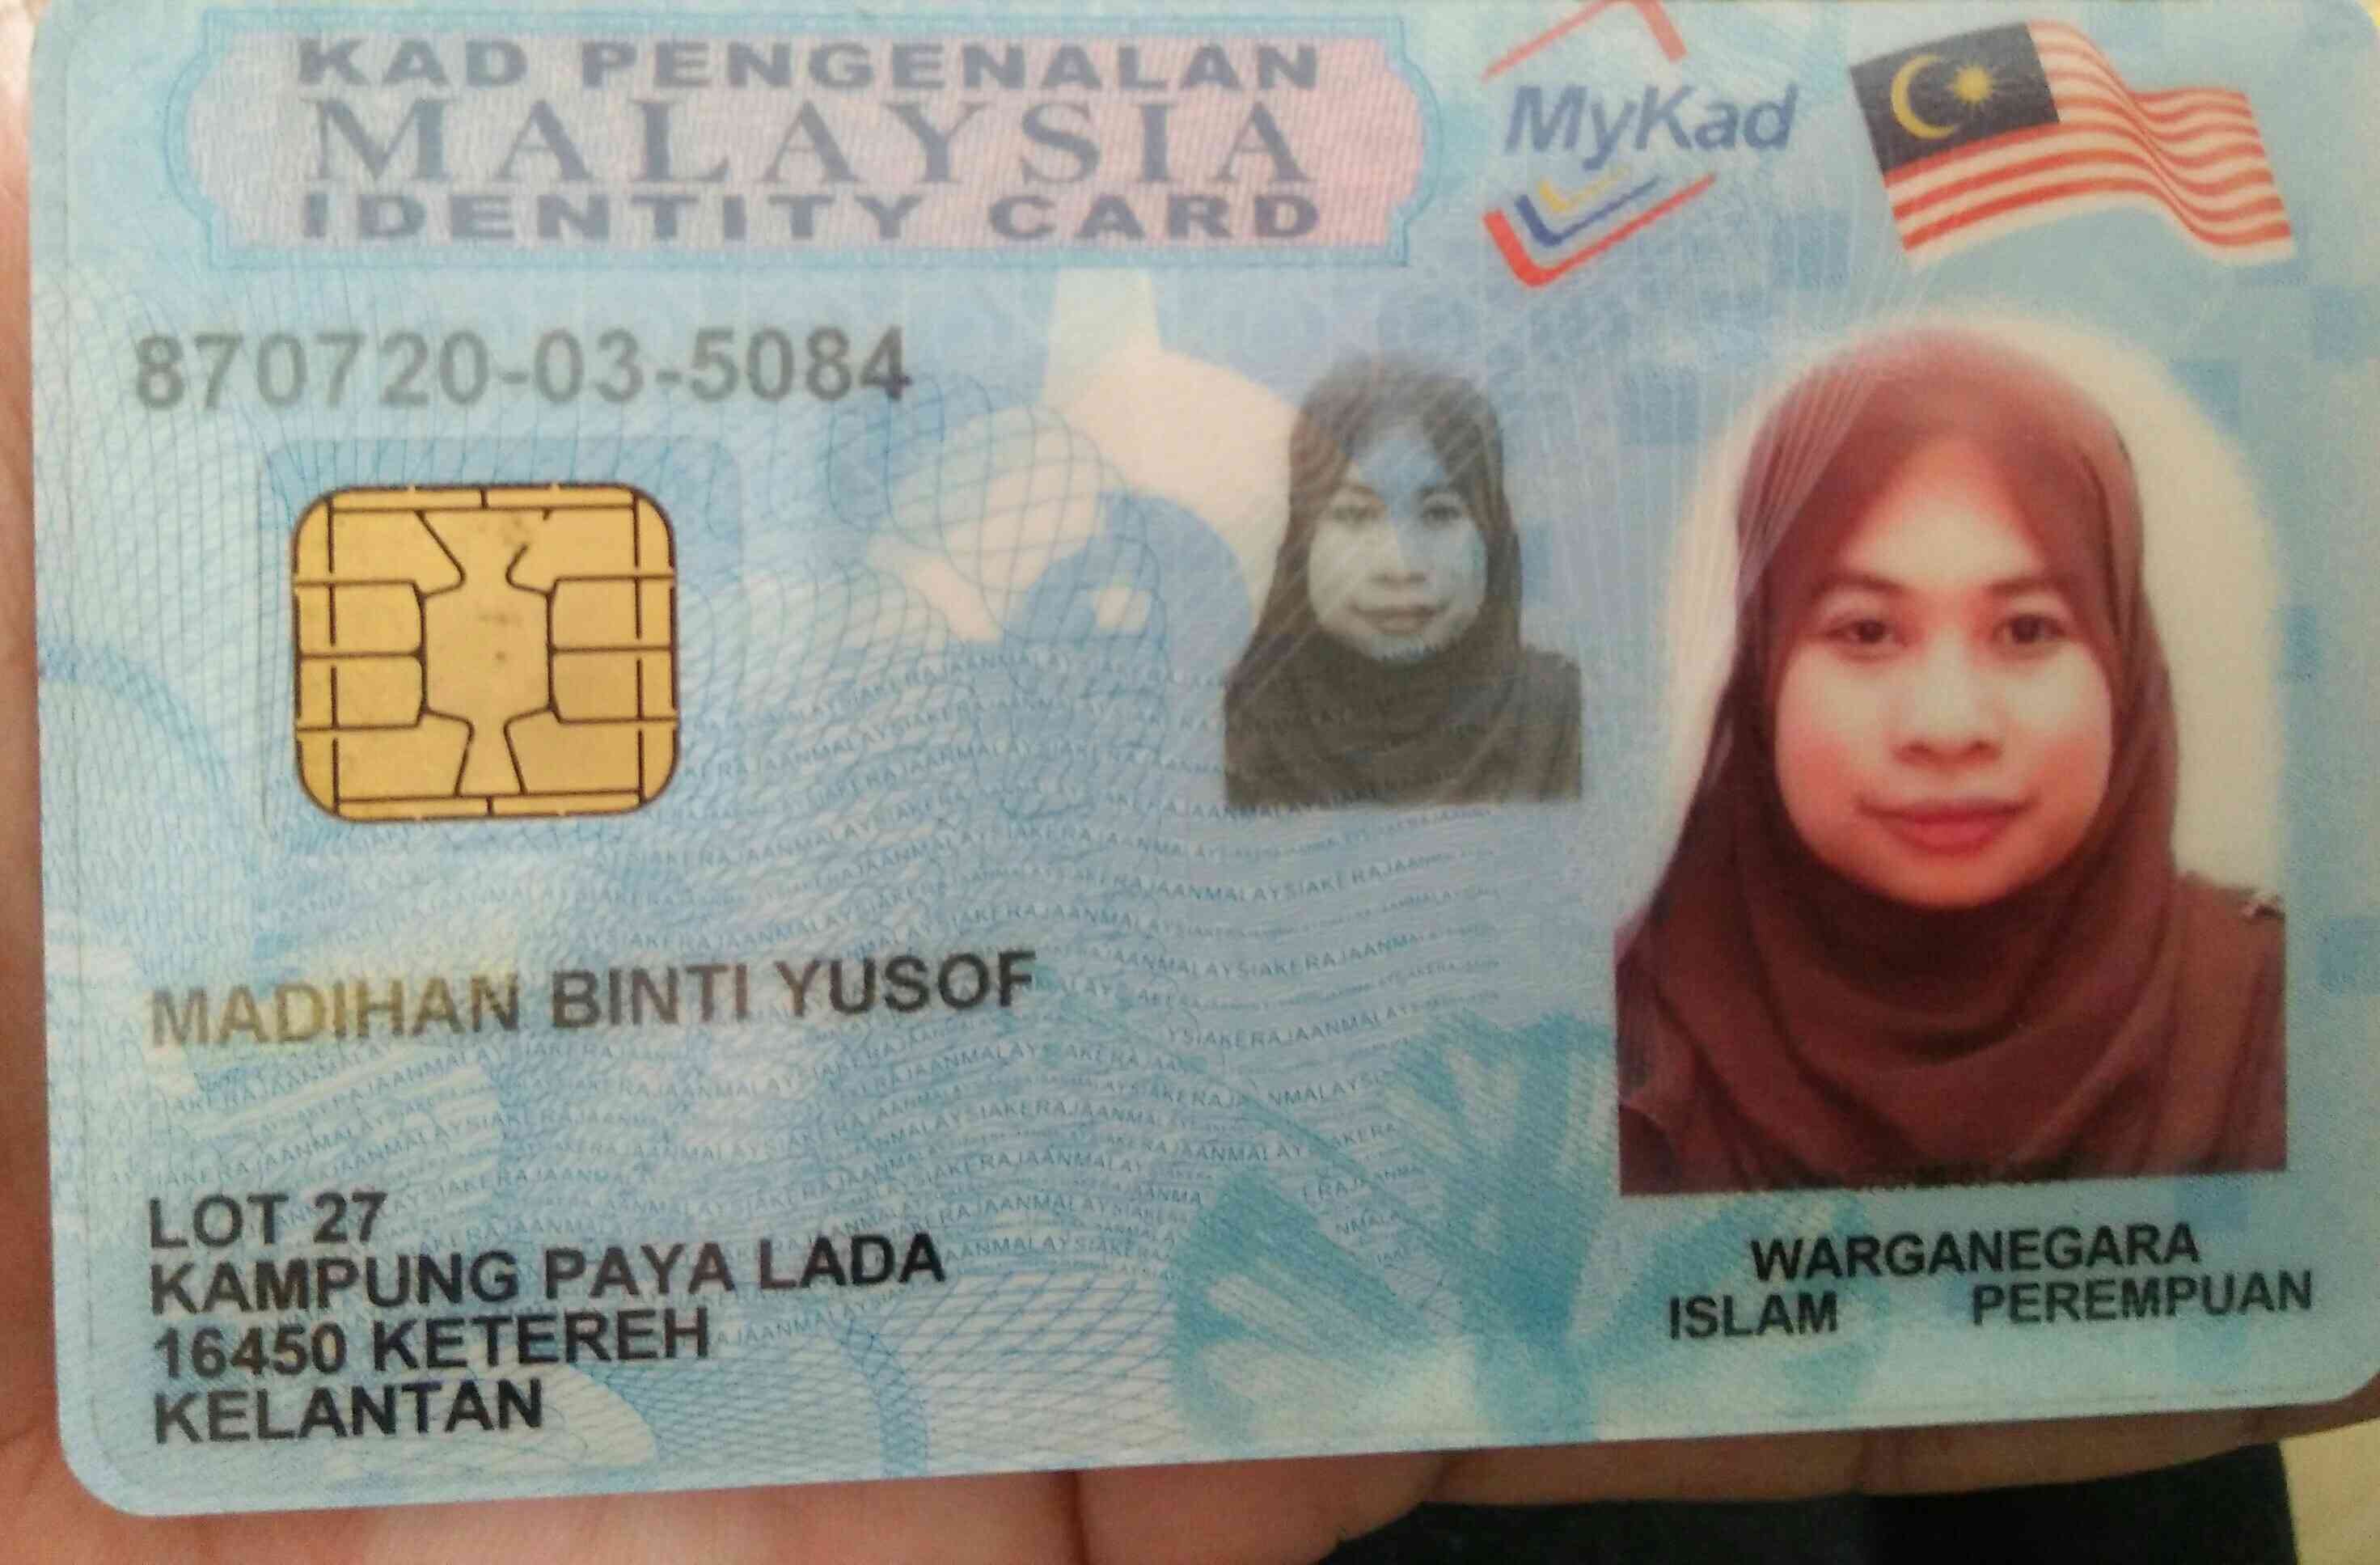 KAD PENGENALAN
MALAYSIA
IDENTITY CARD
MyKad
870720-03-5084
MADIHAN BINTI YUSOF
LOT 27
KAMPUNG PAYA LADA
16450 KETEREH
KELANTAN
WARGANEGARA
ISLAM PEREMPUAN